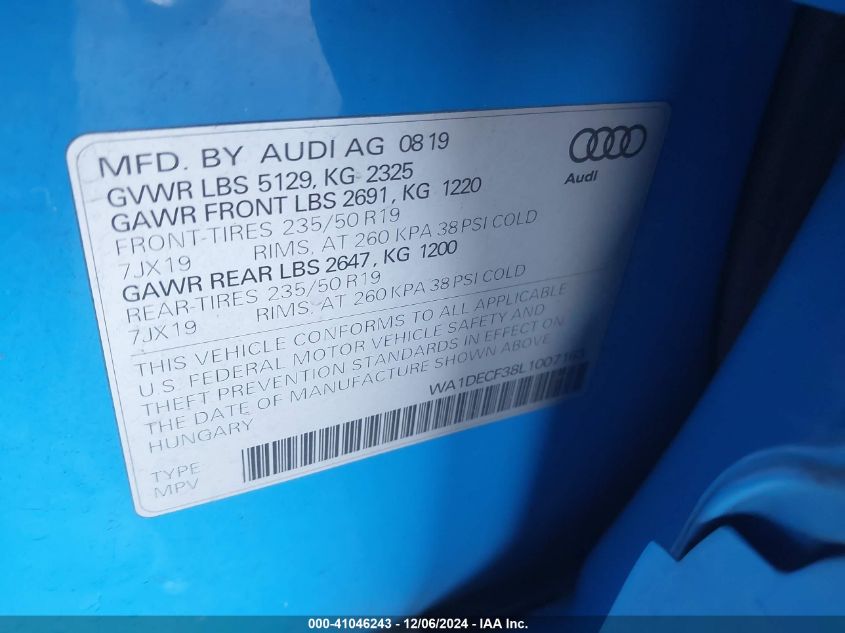 MFD. BY AUDI AG 08 19
GVWR LBS 5129, KG 2325
GAWR FRONT LBS 2691, KG 1220
FRONT-TIRES 235/50 R19
7JX19 RIMS, AT 260 KPA 38 PSI COLD
GAWR REAR LBS 2647, KG 1200
REAR-TIRES 235/50 R19
7JX19 RIMS, AT 260 KPA 38 PSI COLD
THIS VEHICLE CONFORMS TO ALL APPLICABLE
U.S. FEDERAL MOTOR VEHICLE SAFETY AND
THEFT PREVENTION STANDARDS IN EFFECT ON
THE DATE OF MANUFACTURE SHOWN ABOVE
HUNGARY
WA1DECF38L1007163
TYPE
MPV
Audi
000-41046243 - 12/06/2024 - IAA Inc.